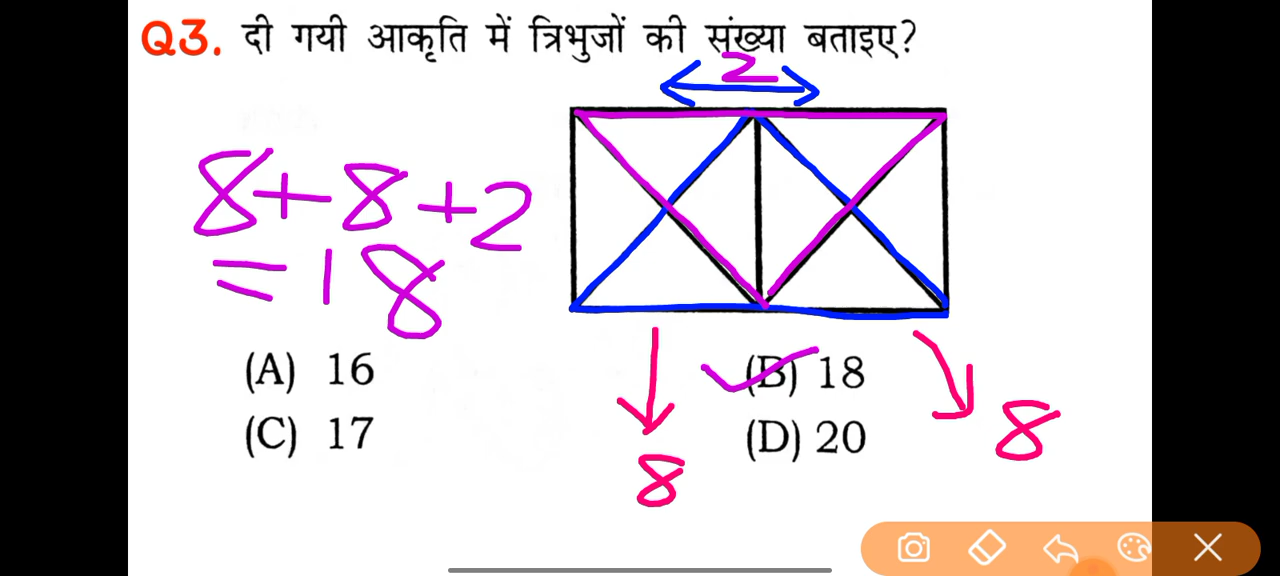 Q3. दी गयी आकृति में त्रिभुजों की संख्या बताइए?
2
8+8+2
=18
(A) 16
(B) 18
(C) 17
(D) 20
8
8